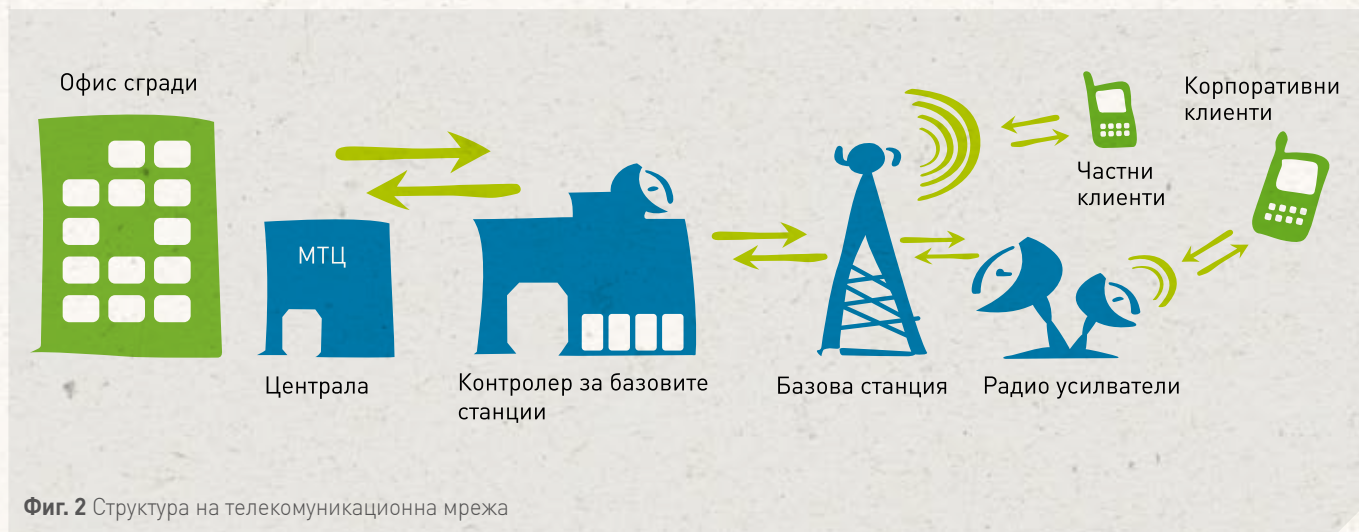 Офис сгради
МТЦ
Централа
Контролер за базовите
станции
Базова станция
Радио усилватели
Частни
клиенти
Корпоративни
клиенти
Фиг. 2 Структура на телекомуникационна мрежа